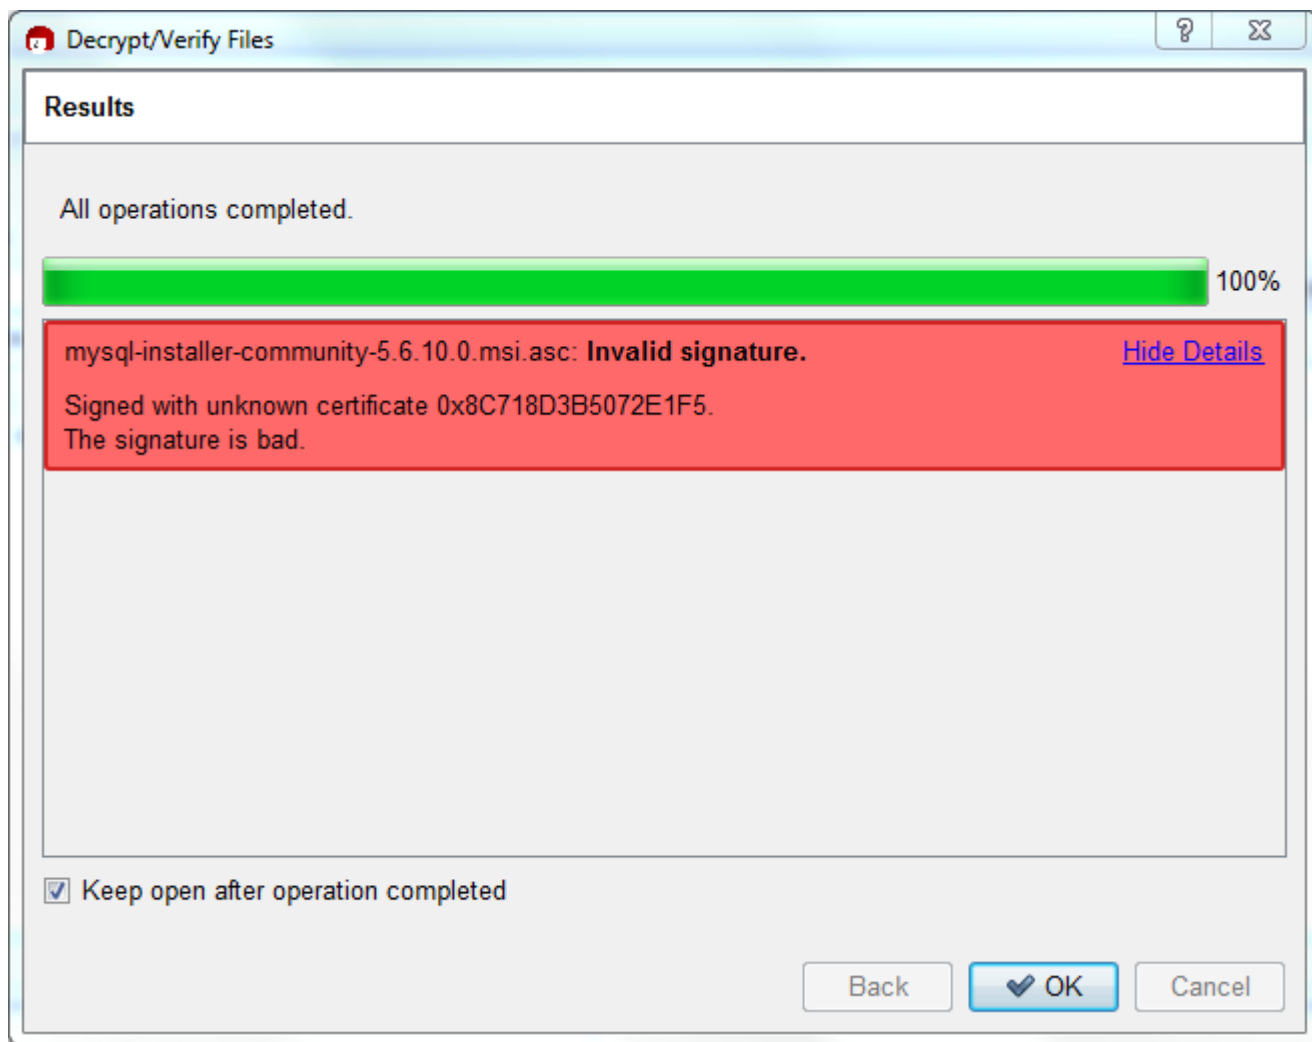 Decrypt/Verify Files
Results
All operations completed.
100%
mysql-installer-community-5.6.10.0.msi.asc: Invalid signature. Hide Details
Signed with unknown certificate 0x8C718D3B5072E1F5.
The signature is bad.
Keep open after operation completed
Back OK Cancel